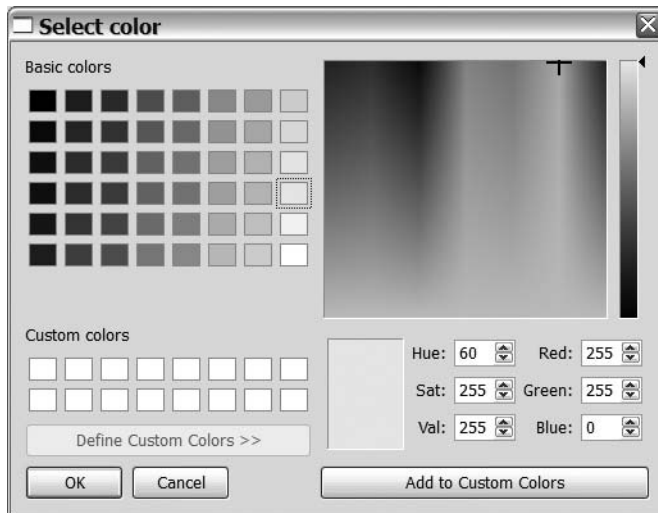 Select color
Basic colors
Custom colors
Hue: 60 Red: 255
Sat: 255 Green: 255
Val: 255 Blue: 0
Define Custom Colors >>
OK Cancel Add to Custom Colors